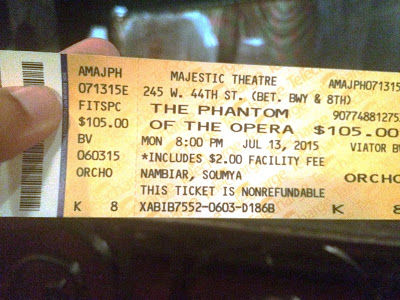 AMAJPH MAJESTIC THEATRE AMAJPH071315
071315E 245 W. 44TH ST. (BET. BWY & 8TH)
FITSPC THE PHANTOM 907748812752
$105.00 OF THE OPERA $105.00
BV MON 8:00 PM JUL 13, 2015 VIATOR BV
060315 *INCLUDES $2.00 FACILITY FEE
ORCHO NAMBIAR, SOUMYA ORCHO
THIS TICKET IS NONREFUNDABLE
K 8 XABIB7552-0603-D186B K 8